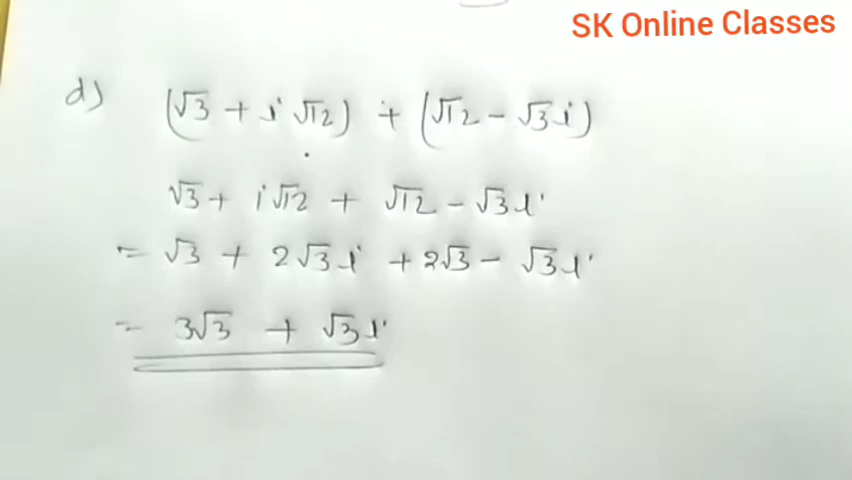 SK Online Classes
d) (√3 + i √12) + (√12 - √3i)
√3 + i√12 + √12 - √3i
= √3 + 2√3i + 2√3 - √3i
= 3√3 + √3i